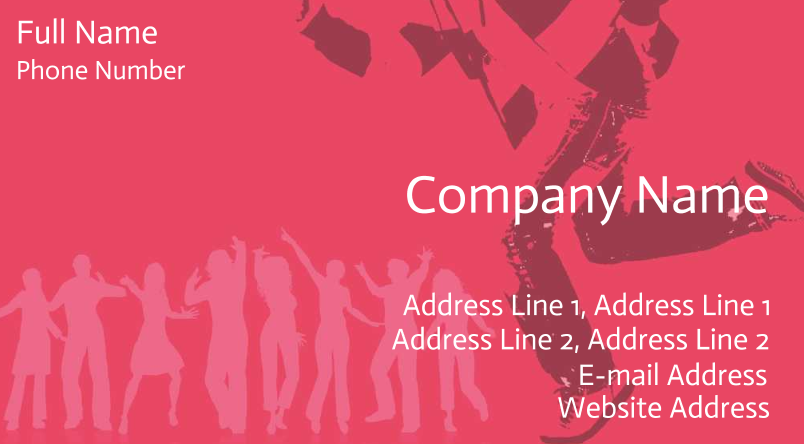 Full Name
Phone Number
Company Name
Address Line 1, Address Line 1
Address Line 2, Address Line 2
E-mail Address
Website Address